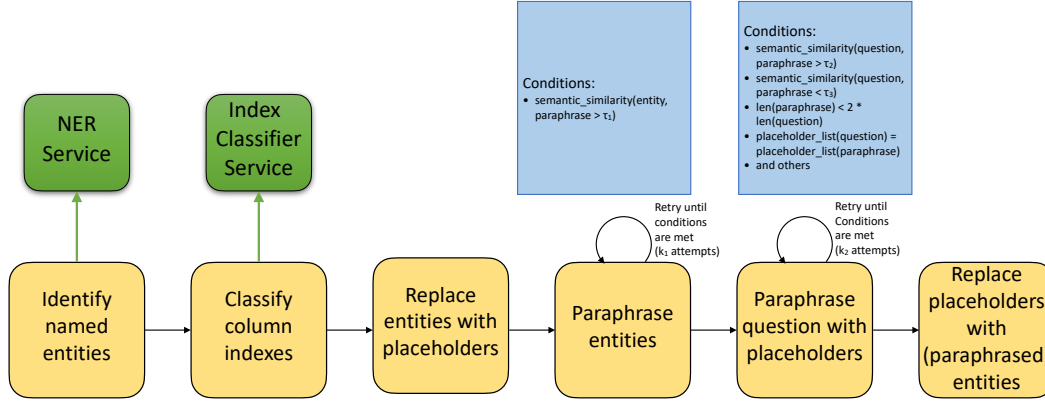 Conditions:
• semantic_similarity(entity,
paraphrase > τ₁)
Conditions:
• semantic_similarity(question,
paraphrase > τ₂)
• semantic_similarity(question,
paraphrase < τ₃)
• len(paraphrase) < 2 *
len(question)
• placeholder_list(question) =
placeholder_list(paraphrase)
• and others
NER
Service
Index
Classifier
Service
Retry until
conditions
are met
(k₁ attempts)
Retry until
Conditions
are met
(k₂ attempts)
Identify
named
entities
Classify
column
indexes
Replace
entities with
placeholders
Paraphrase
entities
Paraphrase
question with
placeholders
Replace
placeholders
with
(paraphrased
entities